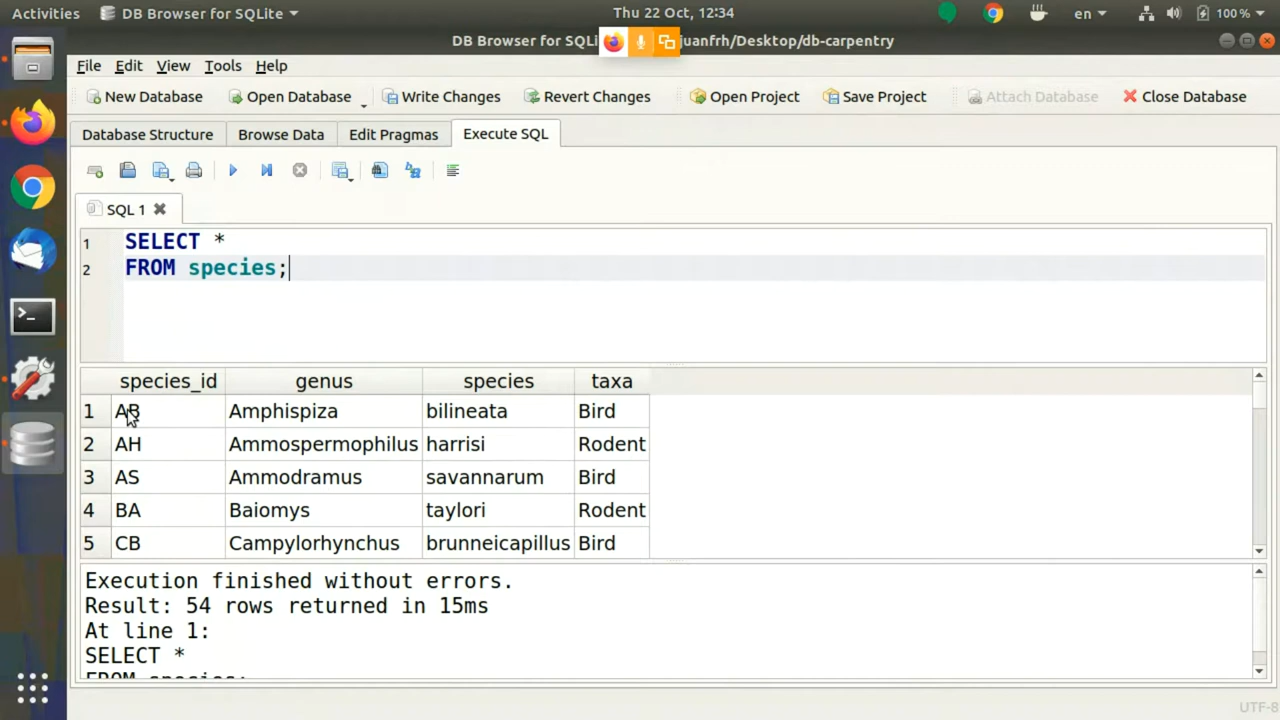 Activities DB Browser for SQLite Thu 22 Oct, 12:34 en 100 %
DB Browser for SQLi juanfrh/Desktop/db-carpentry
File Edit View Tools Help
New Database Open Database Write Changes Revert Changes Open Project Save Project Attach Database Close Database
Database Structure Browse Data Edit Pragmas Execute SQL
SQL 1
1 SELECT *
2 FROM species;
species_id genus species taxa
1 AB Amphispiza bilineata Bird
2 AH Ammospermophilus harrisi Rodent
3 AS Ammodramus savannarum Bird
4 BA Baiomys taylori Rodent
5 CB Campylorhynchus brunneicapillus Bird
Execution finished without errors.
Result: 54 rows returned in 15ms
At line 1:
SELECT *
FROM species;
UTF-8